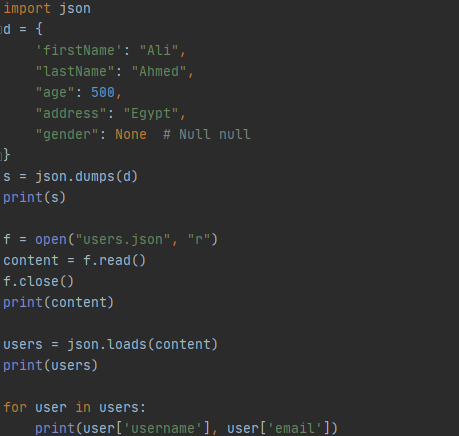 import json
d = {
    'firstName': "Ali",
    "lastName": "Ahmed",
    "age": 500,
    "address": "Egypt",
    "gender": None  # Null null
}
s = json.dumps(d)
print(s)

f = open("users.json", "r")
content = f.read()
f.close()
print(content)

users = json.loads(content)
print(users)

for user in users:
    print(user['username'], user['email'])